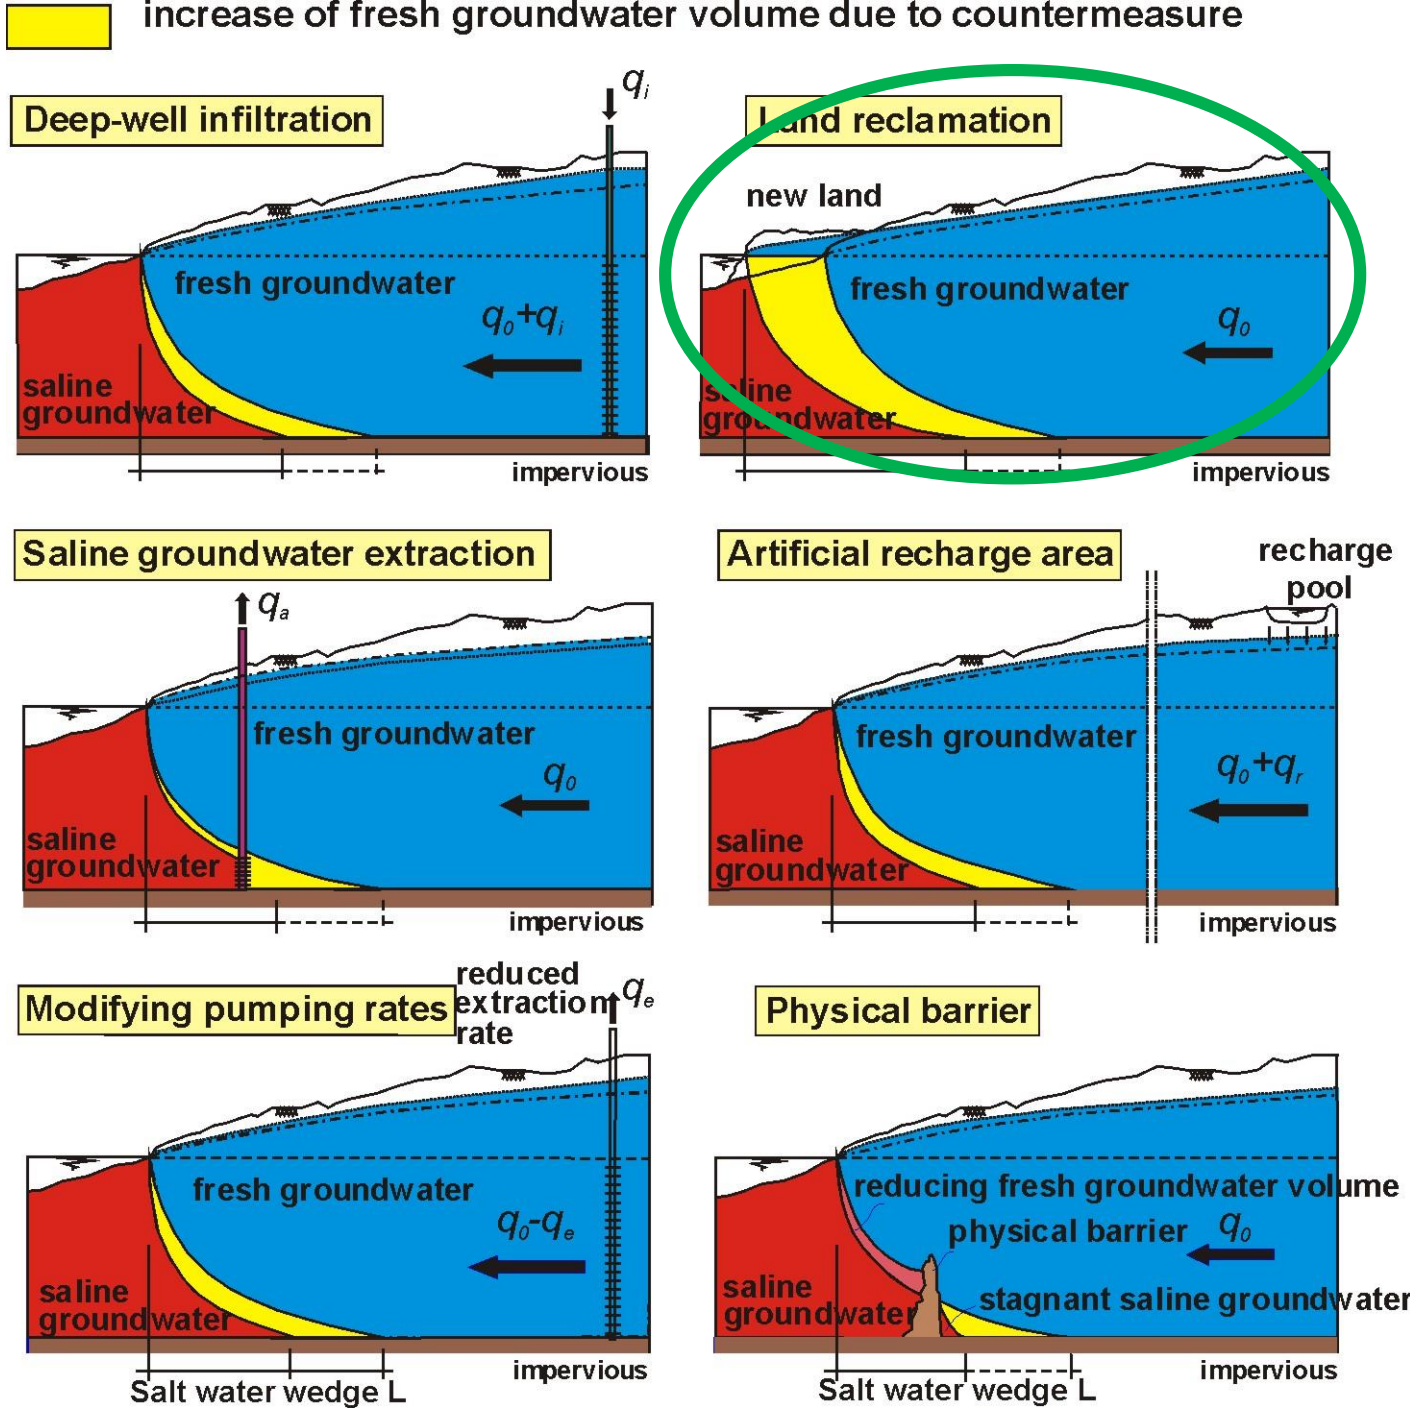 increase of fresh groundwater volume due to countermeasure
Deep-well infiltration
qi
fresh groundwater
q0+qi
saline
groundwater
impervious
Land reclamation
new land
fresh groundwater
q0
saline
groundwater
impervious
Saline groundwater extraction
qa
fresh groundwater
q0
saline
groundwater
impervious
Artificial recharge area
recharge
pool
fresh groundwater
q0+qr
saline
groundwater
impervious
Modifying pumping rates
reduced
extraction
rate
qe
fresh groundwater
q0-qe
saline
groundwater
impervious
Salt water wedge L
Physical barrier
reducing fresh groundwater volume
physical barrier
q0
stagnant saline groundwater
saline
groundwater
impervious
Salt water wedge L